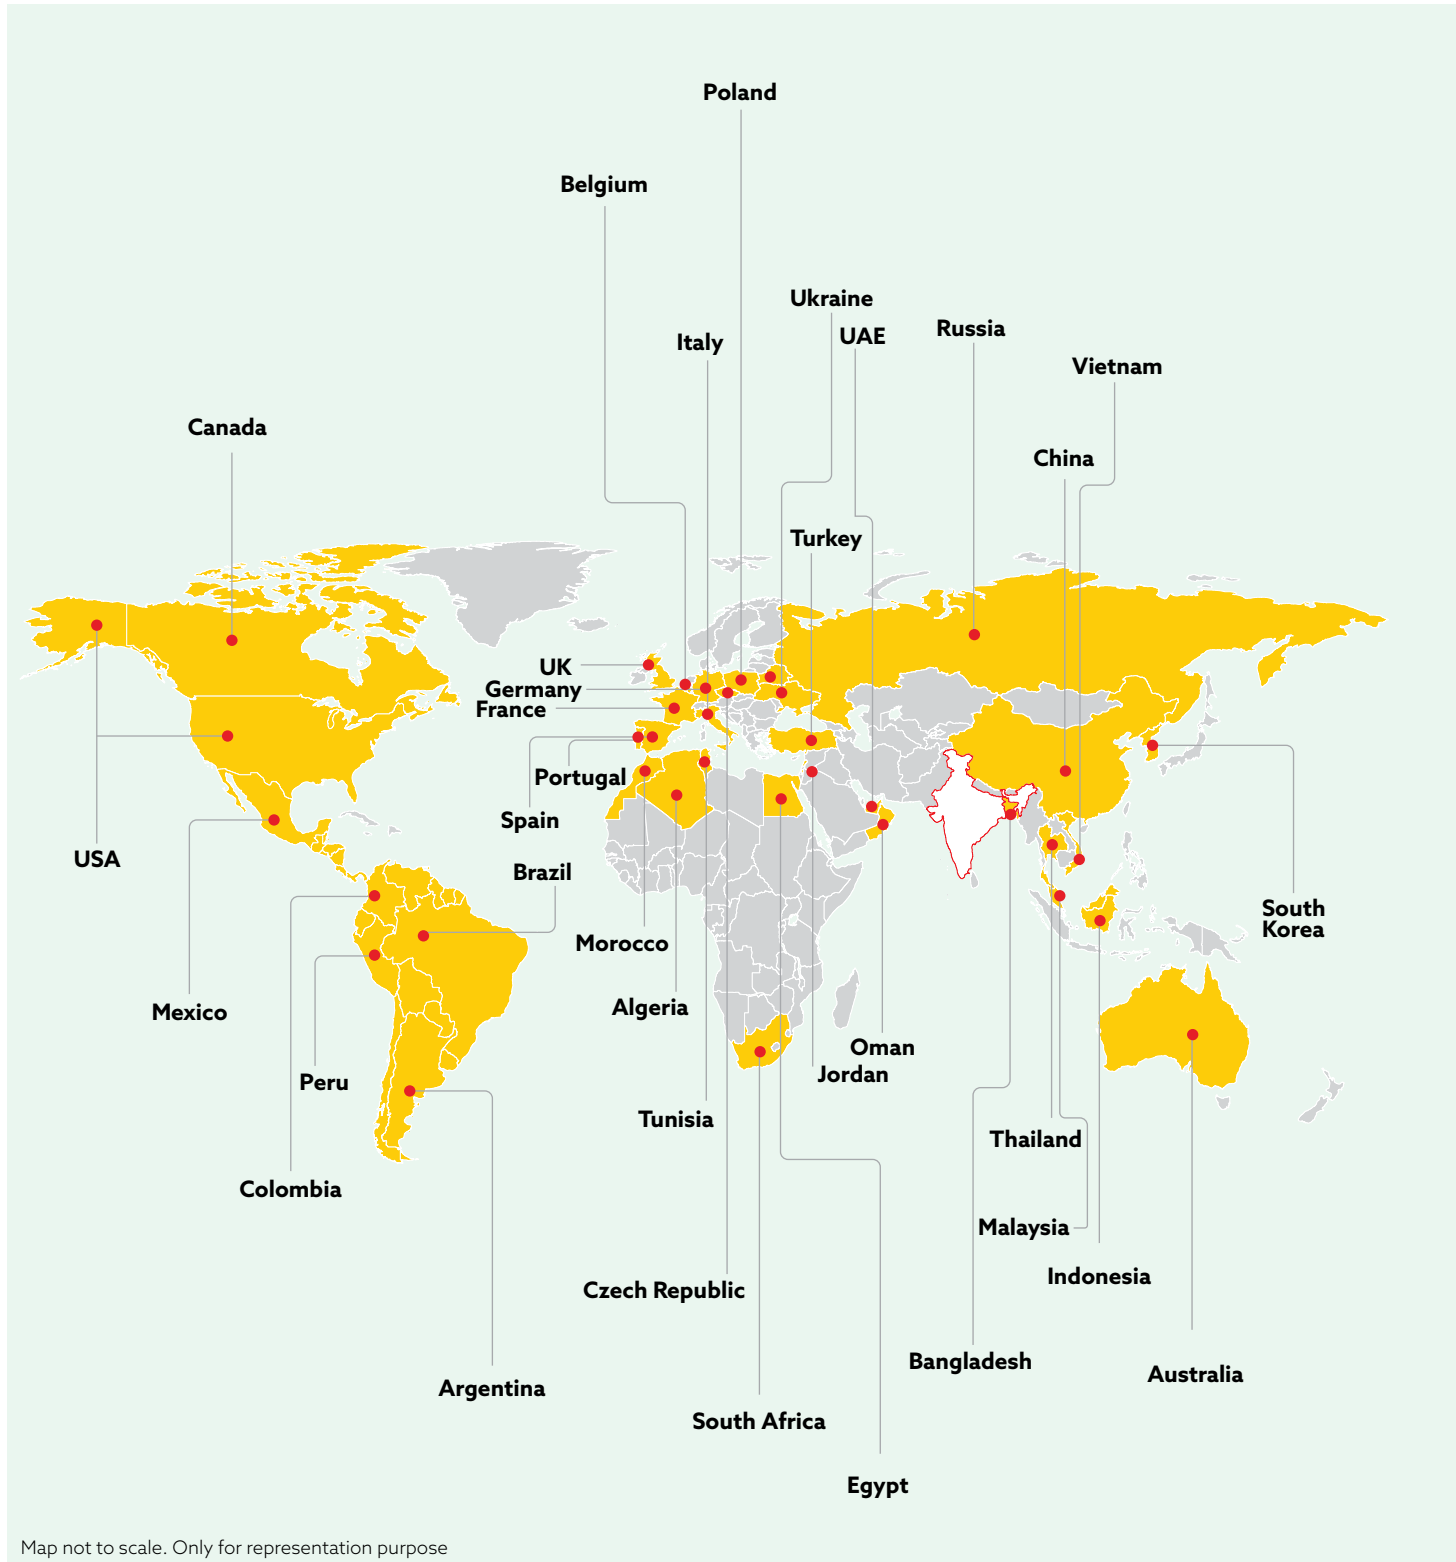 Poland
Belgium
Ukraine
UAE
Russia
Italy
Vietnam
Canada
China
Turkey
UK
Germany
France
Portugal
Spain
USA
Brazil
South
Korea
Morocco
Algeria
Mexico
Oman
Jordan
Peru
Tunisia
Thailand
Colombia
Malaysia
Indonesia
Czech Republic
Bangladesh
Australia
Argentina
South Africa
Egypt
Map not to scale. Only for representation purpose